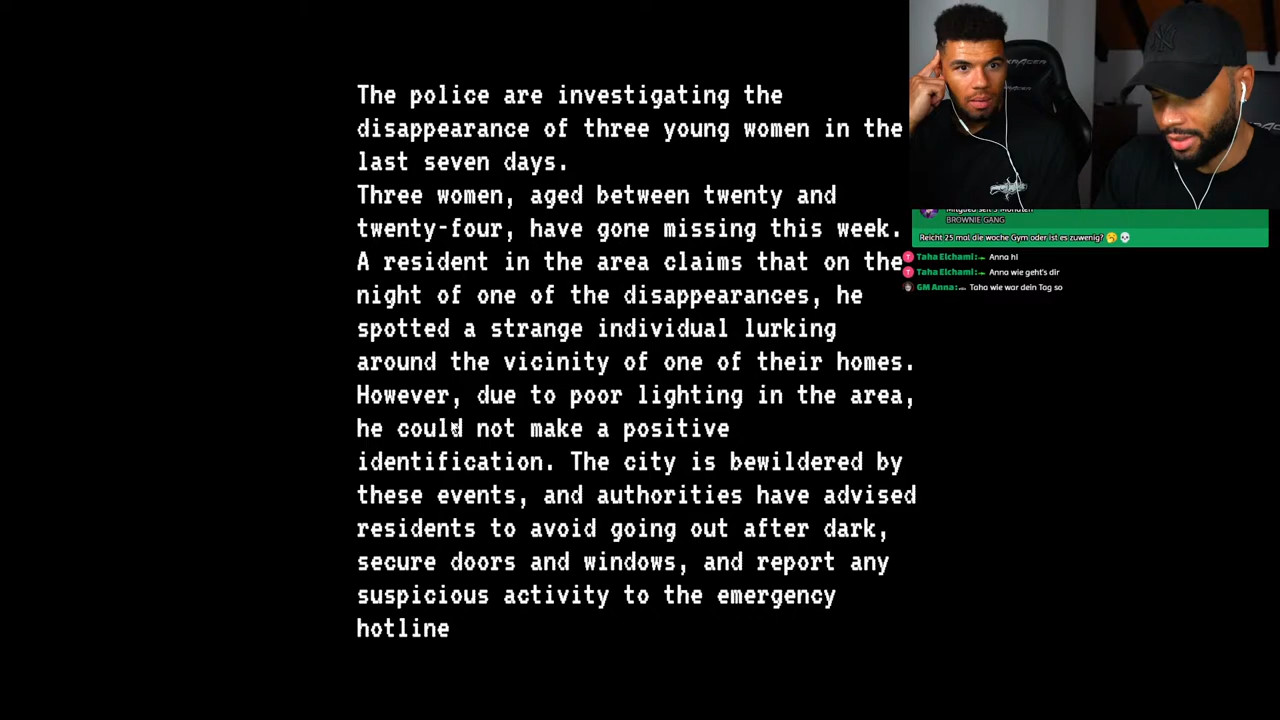 The police are investigating the
disappearance of three young women in the
last seven days.
Three women, aged between twenty and
twenty-four, have gone missing this week.
A resident in the area claims that on the
night of one of the disappearances, he
spotted a strange individual lurking
around the vicinity of one of their homes.
However, due to poor lighting in the area,
he could not make a positive
identification. The city is bewildered by
these events, and authorities have advised
residents to avoid going out after dark,
secure doors and windows, and report any
suspicious activity to the emergency
hotline
Mitglied seit 5 Monaten
BROWNIE GANG
Reicht 25 mal die woche Gym oder ist es zuwenig?
Taha Elchami: Anna hi
Taha Elchami: Anna wie geht's dir
GM Anna: Taha wie war dein Tag so